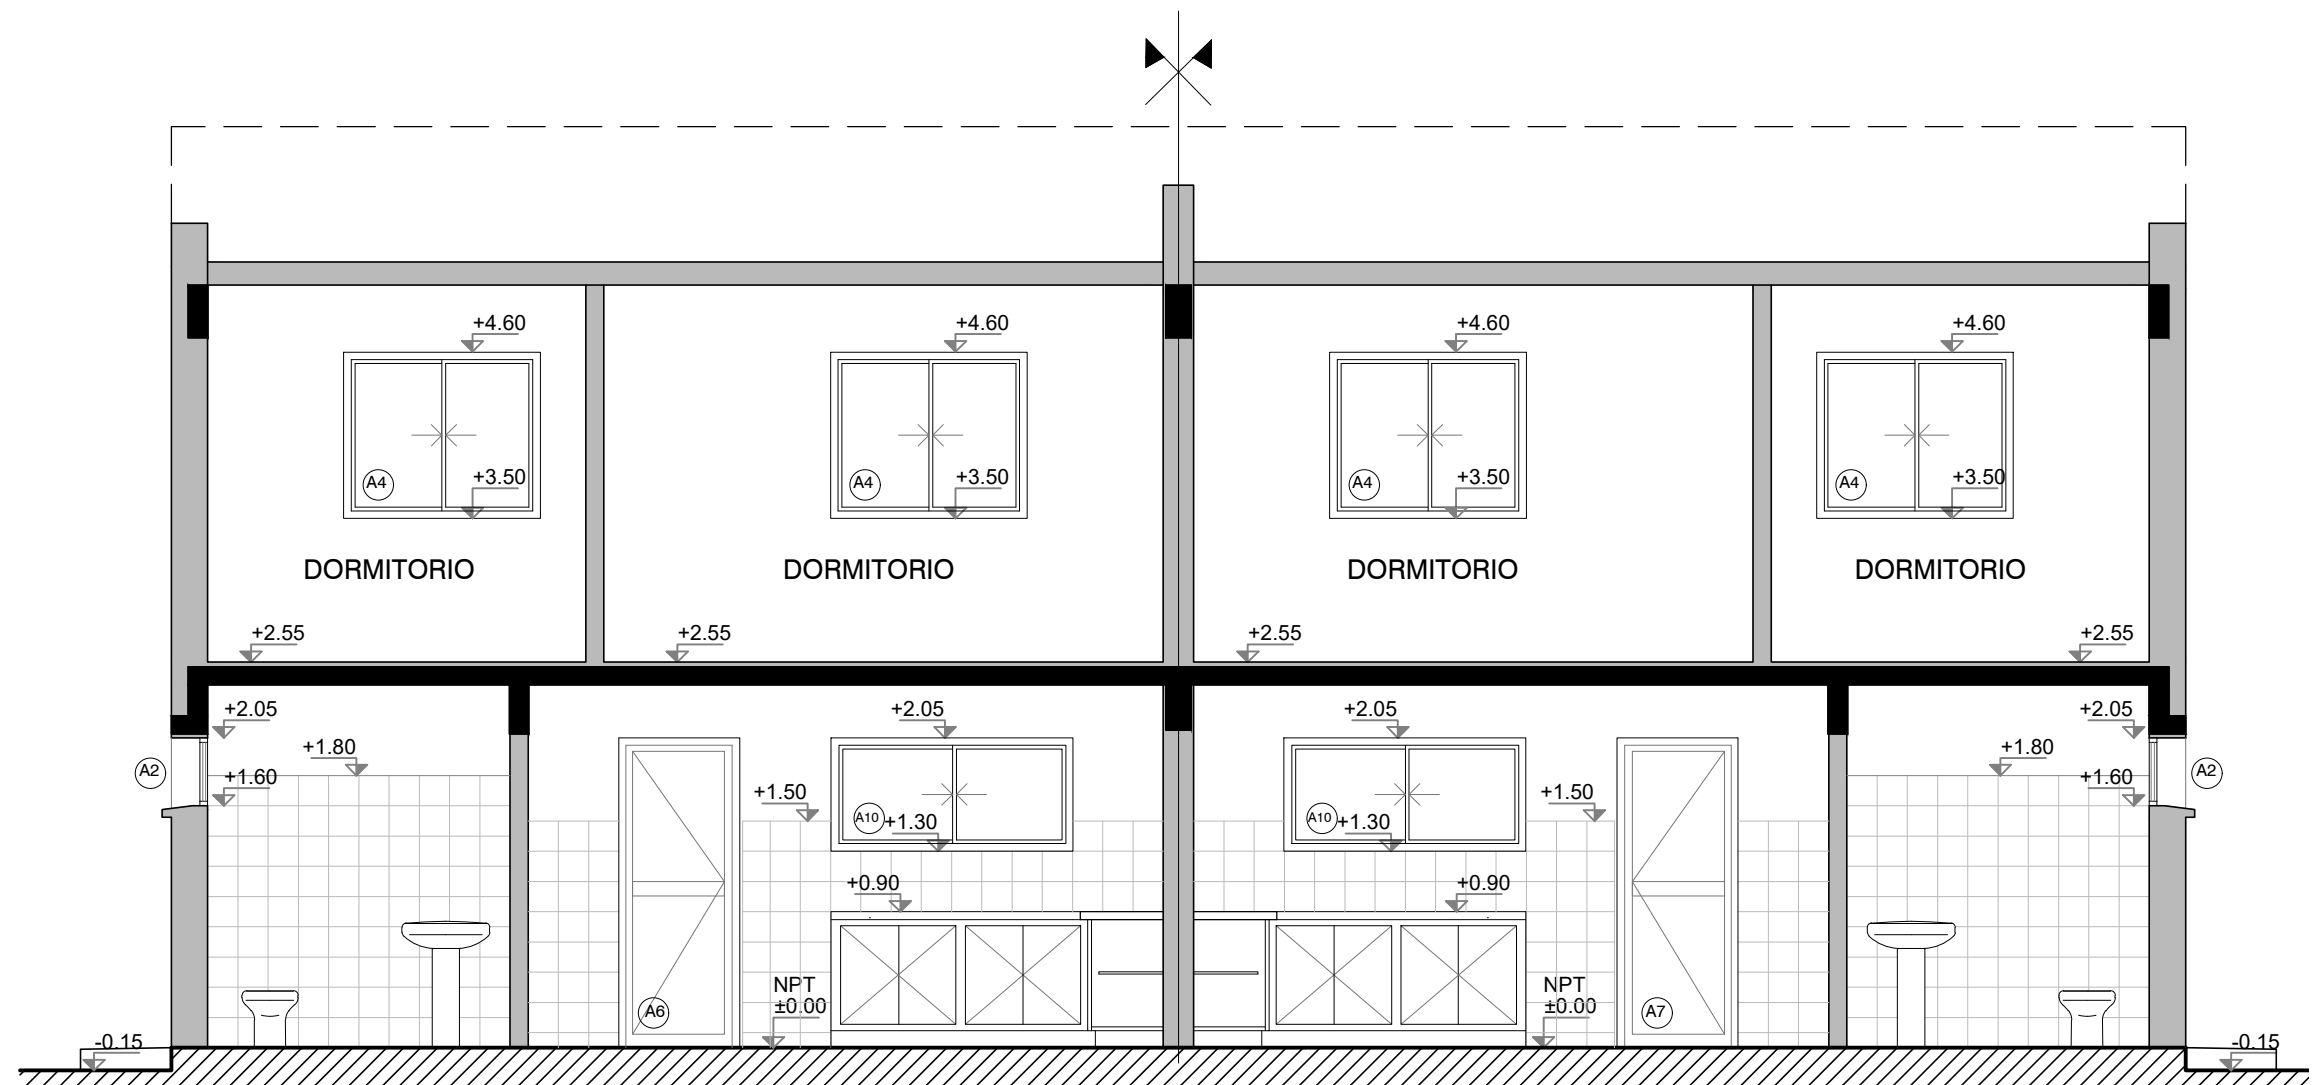 +4.60 +4.60 +4.60 +4.60
A4 +3.50 A4 +3.50 A4 +3.50 A4 +3.50
DORMITORIO DORMITORIO DORMITORIO DORMITORIO
+2.55 +2.55 +2.55 +2.55
+2.05 +2.05 +2.05 +2.05
+1.80 +1.80
A2 +1.60 +1.60 A2
+1.50 +1.50
A10 +1.30 A10 +1.30
+0.90 +0.90
NPT NPT
±0.00 ±0.00
A6 A7
-0.15 -0.15